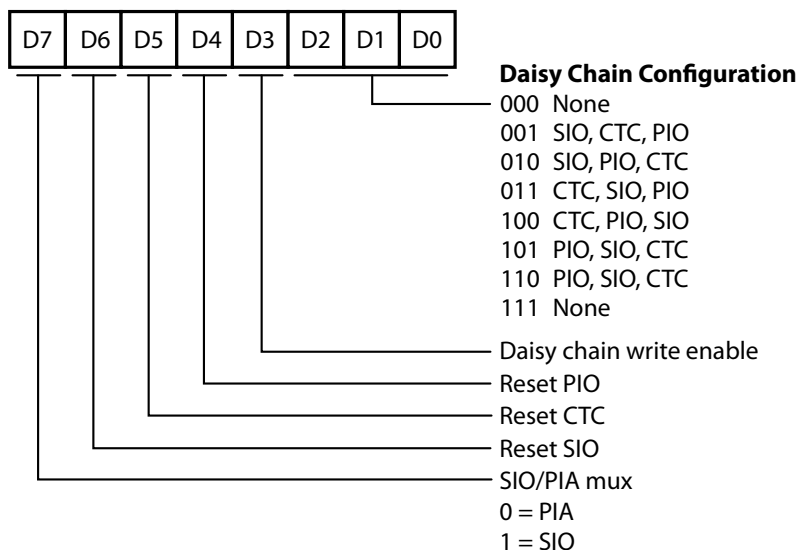 D7 D6 D5 D4 D3 D2 D1 D0
Daisy Chain Configuration
000 None
001 SIO, CTC, PIO
010 SIO, PIO, CTC
011 CTC, SIO, PIO
100 CTC, PIO, SIO
101 PIO, SIO, CTC
110 PIO, SIO, CTC
111 None
Daisy chain write enable
Reset PIO
Reset CTC
Reset SIO
SIO/PIA mux
0 = PIA
1 = SIO